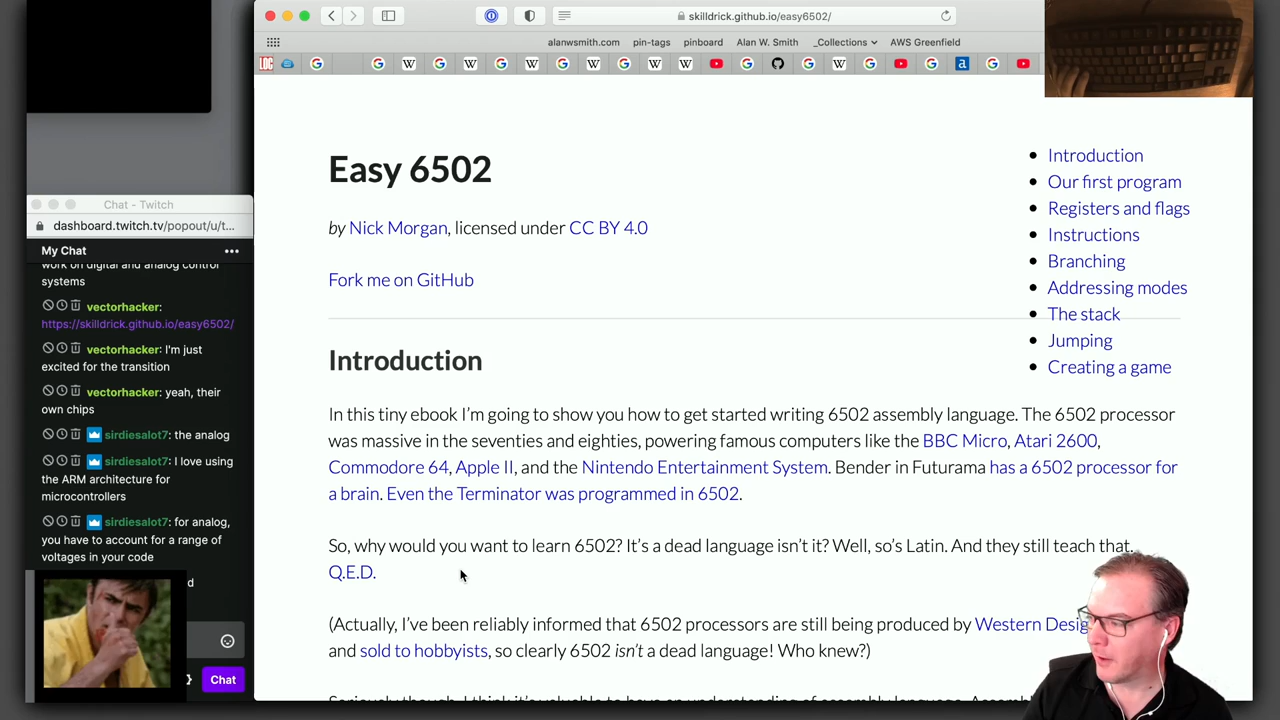 skilldrick.github.io/easy6502/
alanwsmith.com pin-tags pinboard Alan W. Smith _Collections AWS Greenfield
Easy 6502
by Nick Morgan, licensed under CC BY 4.0
Fork me on GitHub
Introduction
In this tiny ebook I'm going to show you how to get started writing 6502 assembly language. The 6502 processor
was massive in the seventies and eighties, powering famous computers like the BBC Micro, Atari 2600,
Commodore 64, Apple II, and the Nintendo Entertainment System. Bender in Futurama has a 6502 processor for
a brain. Even the Terminator was programmed in 6502.
So, why would you want to learn 6502? It's a dead language isn't it? Well, so's Latin. And they still teach that.
Q.E.D.
(Actually, I've been reliably informed that 6502 processors are still being produced by Western Desig
and sold to hobbyists, so clearly 6502 isn't a dead language! Who knew?)
Introduction
Our first program
Registers and flags
Instructions
Branching
Addressing modes
The stack
Jumping
Creating a game
Chat - Twitch
dashboard.twitch.tv/popout/u/t...
My Chat
work on digital and analog control
systems
vectorhacker:
https://skilldrick.github.io/easy6502/
vectorhacker: I'm just
excited for the transition
vectorhacker: yeah, their
own chips
sirdiesalot7: the analog
sirdiesalot7: I love using
the ARM architecture for
microcontrollers
sirdiesalot7: for analog,
you have to account for a range of
voltages in your code
Chat